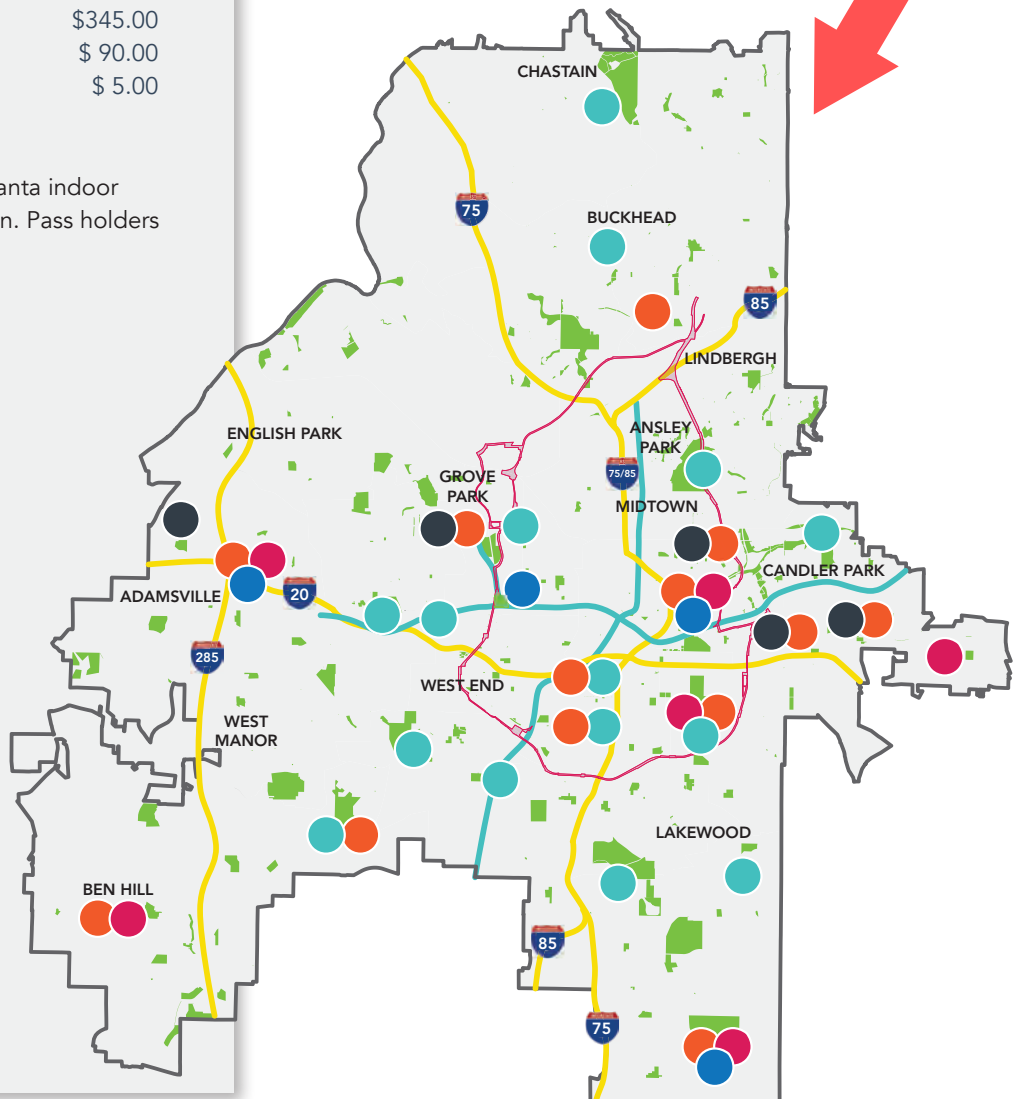 $345.00
$ 90.00
$ 5.00
anta indoor
n. Pass holders
CHASTAIN
75
BUCKHEAD
85
LINDBERGH
ENGLISH PARK
ANSLEY
PARK
75/85
GROVE
PARK
MIDTOWN
CANDLER PARK
ADAMSVILLE
20
285
WEST END
WEST
MANOR
LAKEWOOD
BEN HILL
85
75